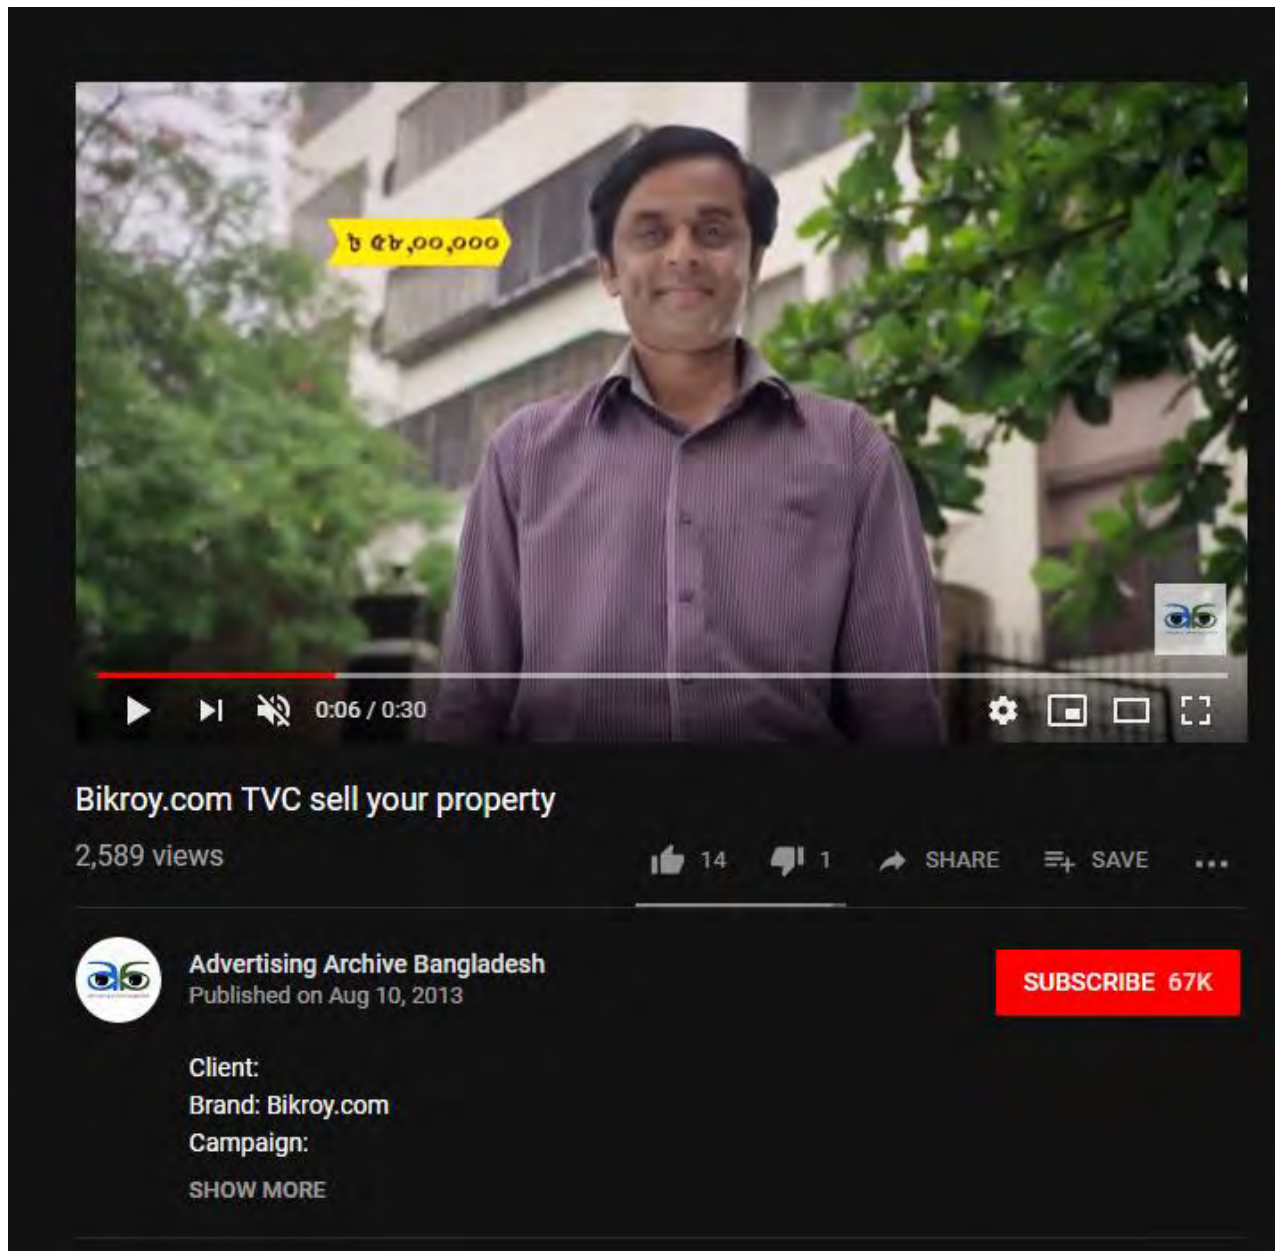 ৳ ৫৮,০০,০০০
0:06 / 0:30
Bikroy.com TVC sell your property
2,589 views
14 1 SHARE SAVE
Advertising Archive Bangladesh
Published on Aug 10, 2013
SUBSCRIBE 67K
Client:
Brand: Bikroy.com
Campaign:
SHOW MORE